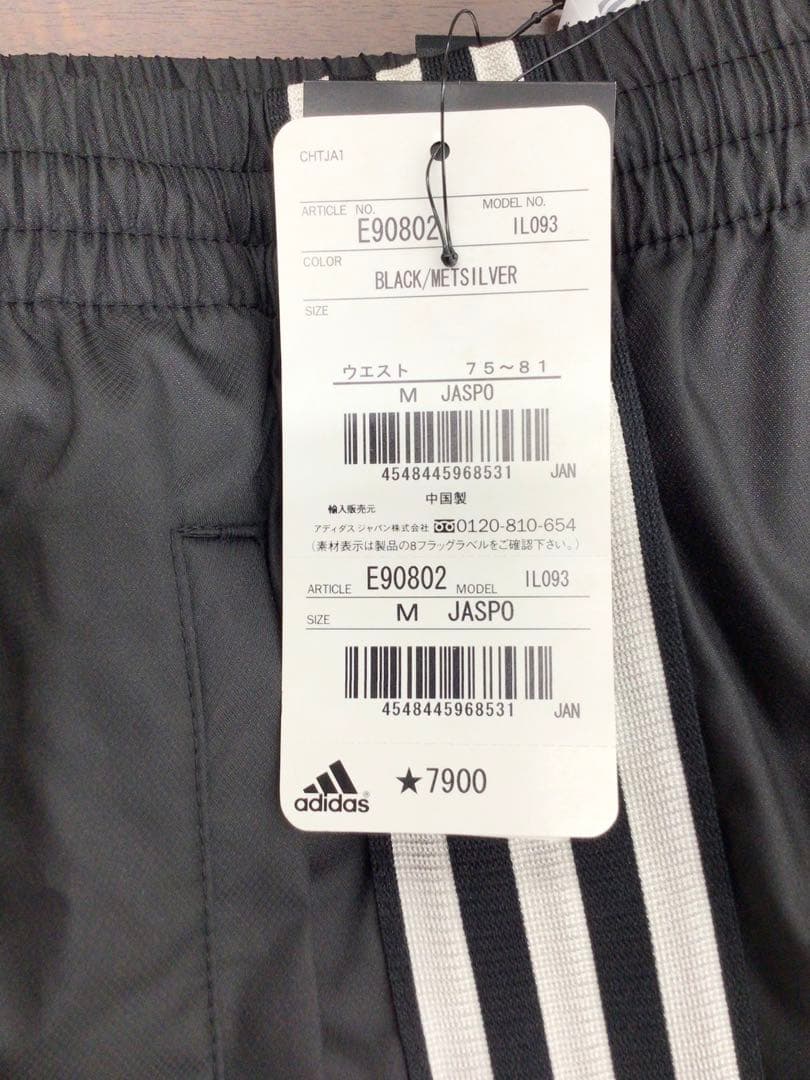 CHTJA1
ARTICLE NO. E90802 MODEL NO. IL093
COLOR
BLACK/METSILVER
SIZE
ウエスト 75～81
M JASPO
4548445968531 JAN
中国製
輸入販売元
アディダス ジャパン株式会社 0120-810-654
(素材表示は製品の8フラッグラベルをご確認下さい。)
ARTICLE E90802 MODEL IL093
SIZE M JASPO
4548445968531 JAN
adidas® ★7900